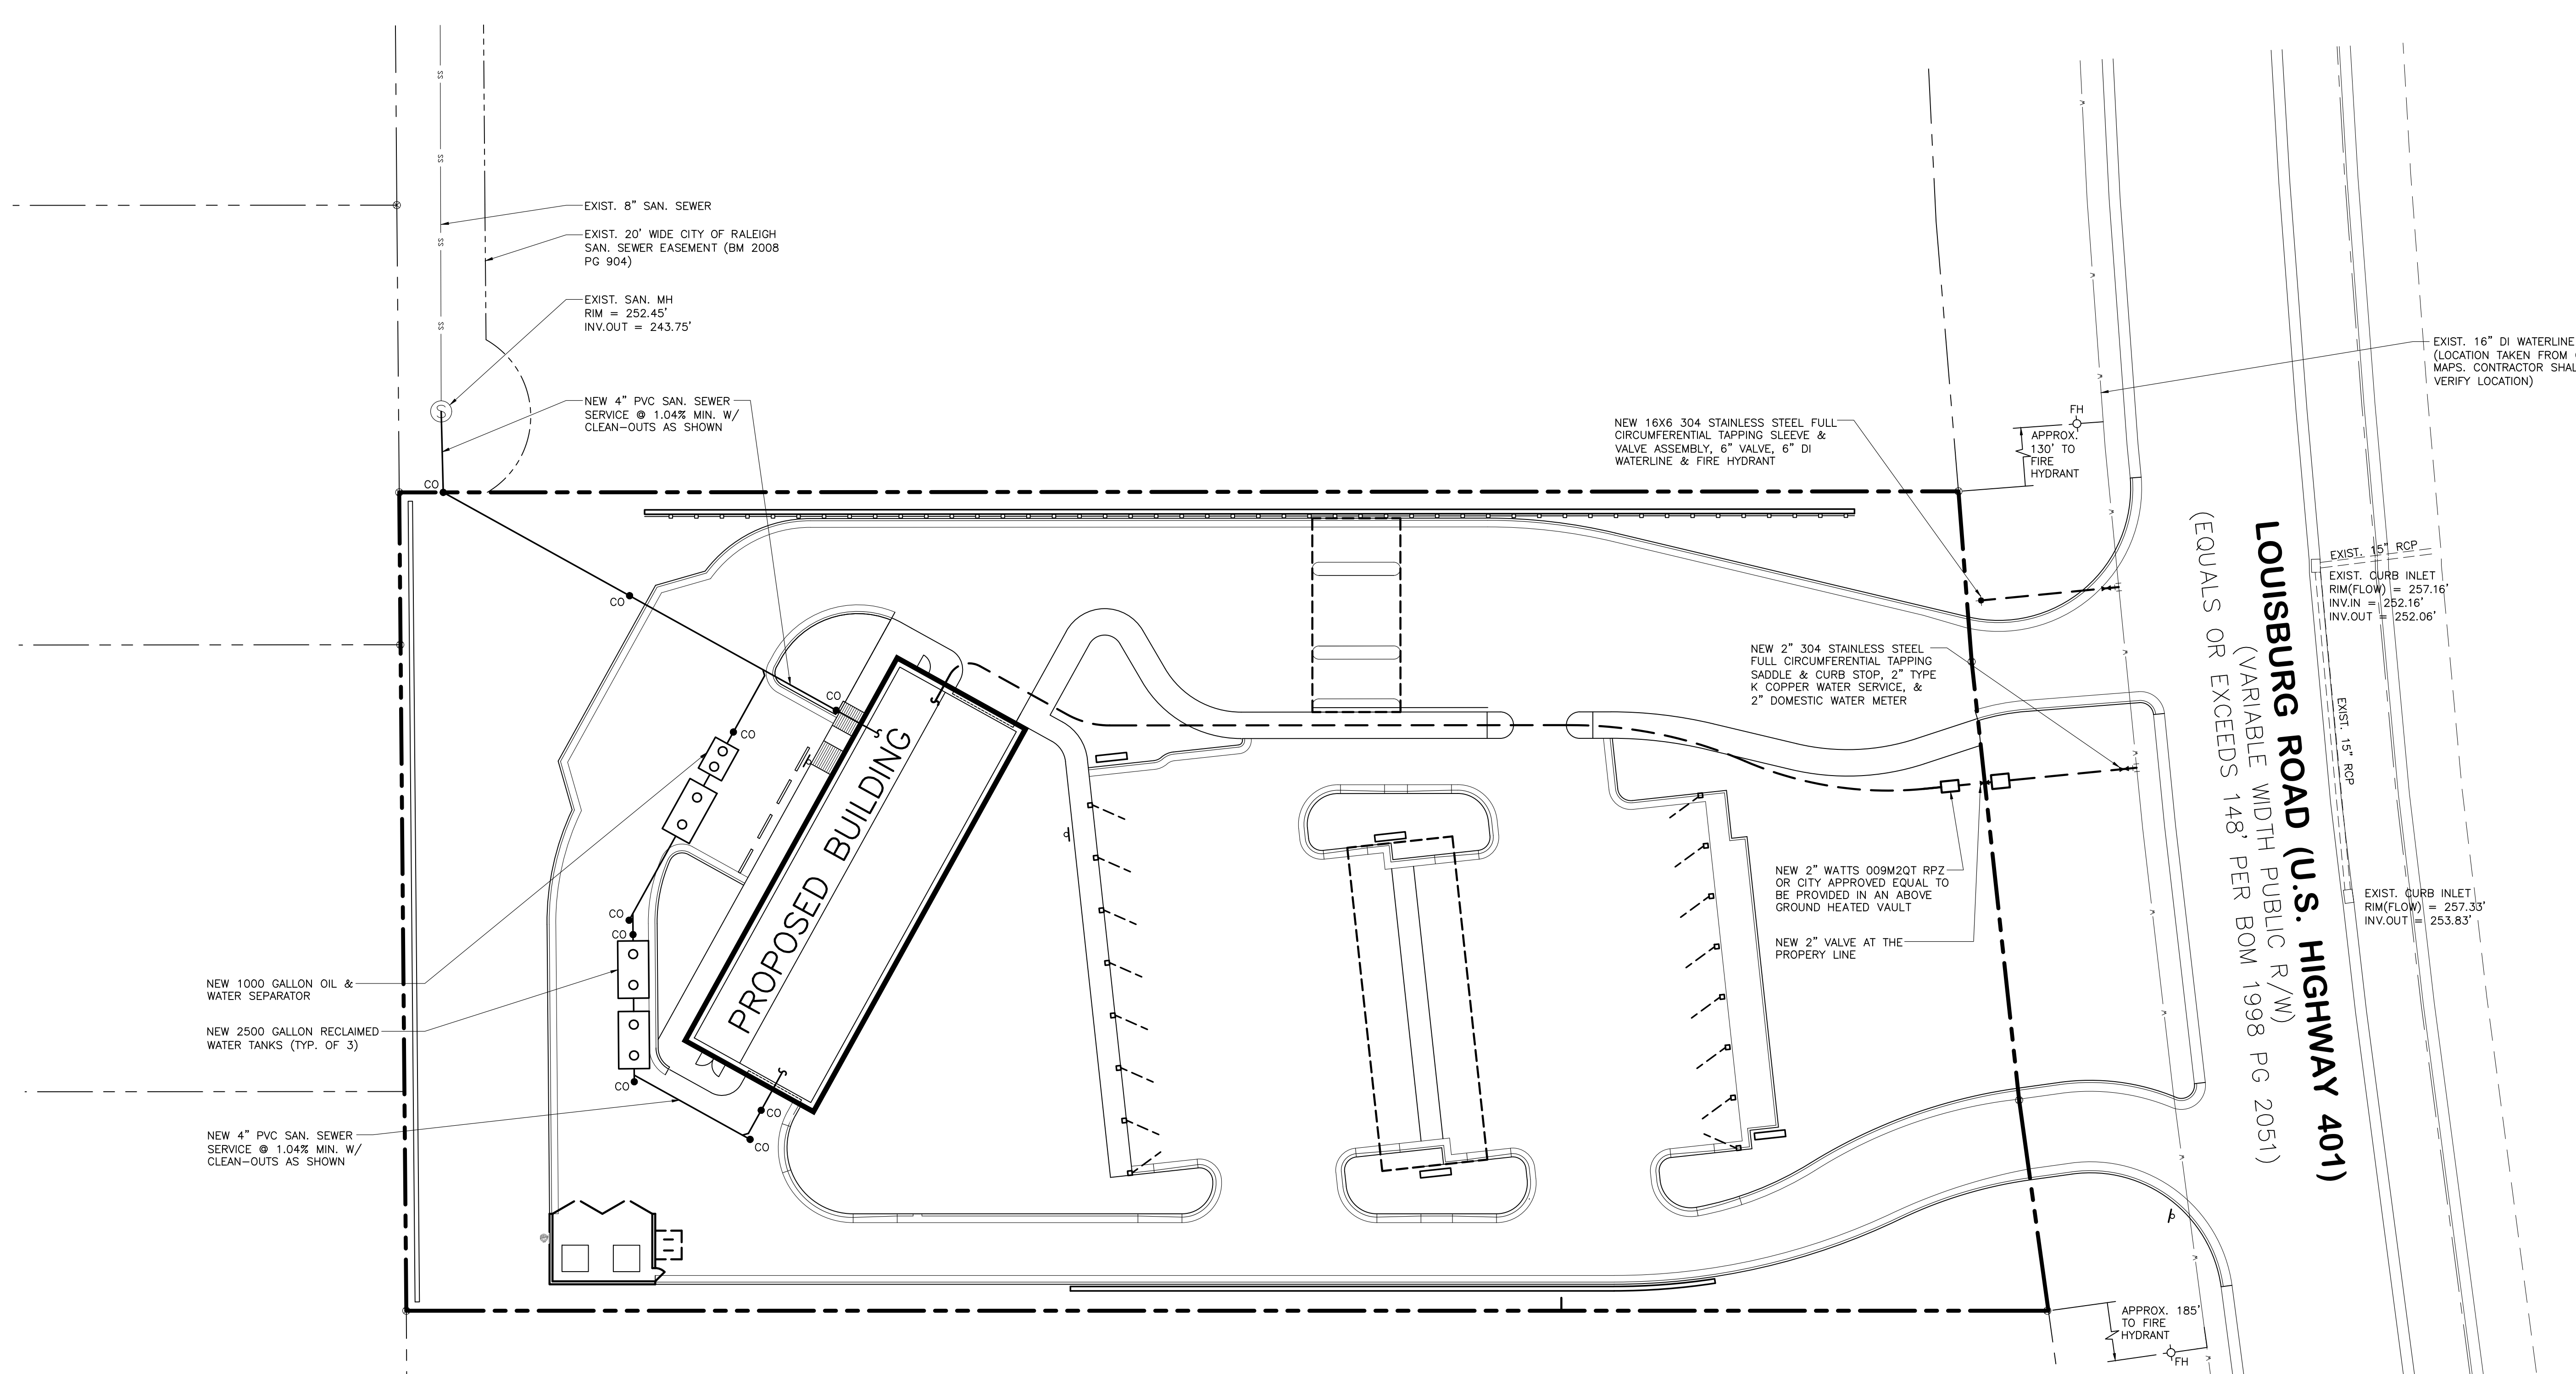 EXIST. 8" SAN. SEWER
EXIST. 20' WIDE CITY OF RALEIGH
SAN. SEWER EASEMENT (BM 2008
PG 904)
EXIST. SAN. MH
RIM = 252.45'
INV.OUT = 243.75'
NEW 4" PVC SAN. SEWER
SERVICE @ 1.04% MIN. W/
CLEAN-OUTS AS SHOWN
SS
SS
SS
SS
S
CO
CO
CO
CO
CO
CO
CO
CO
CO
NEW 1000 GALLON OIL &
WATER SEPARATOR
NEW 2500 GALLON RECLAIMED
WATER TANKS (TYP. OF 3)
NEW 4" PVC SAN. SEWER
SERVICE @ 1.04% MIN. W/
CLEAN-OUTS AS SHOWN
PROPOSED BUILDING
NEW 16X6 304 STAINLESS STEEL FULL
CIRCUMFERENTIAL TAPPING SLEEVE &
VALVE ASSEMBLY, 6" VALVE, 6" DI
WATERLINE & FIRE HYDRANT
FH
APPROX.
130' TO
FIRE
HYDRANT
NEW 2" 304 STAINLESS STEEL
FULL CIRCUMFERENTIAL TAPPING
SADDLE & CURB STOP, 2" TYPE
K COPPER WATER SERVICE, &
2" DOMESTIC WATER METER
NEW 2" WATTS 009M2QT RPZ
OR CITY APPROVED EQUAL TO
BE PROVIDED IN AN ABOVE
GROUND HEATED VAULT
NEW 2" VALVE AT THE
PROPERY LINE
EXIST. 16" DI WATERLINE
(LOCATION TAKEN FROM
MAPS. CONTRACTOR
VERIFY LOCATION)
LOUISBURG ROAD (U.S. HIGHWAY 401)
(VARIABLE WIDTH PUBLIC R/W)
(EQUALS OR EXCEEDS 148' PER BOM 1998 PG 2051)
EXIST. 15" RCP
EXIST. CURB INLET
RIM(FLOW) = 257.16'
INV.IN = 252.16'
INV.OUT = 252.06'
EXIST. 15" RCP
EXIST. CURB INLET
RIM(FLOW) = 257.33'
INV.OUT = 253.83'
APPROX. 185'
TO FIRE
HYDRANT
FH